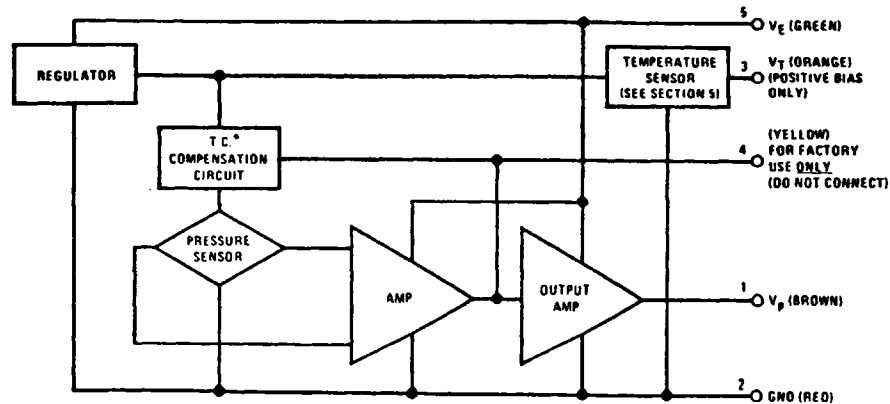 5
V_E (GREEN)
REGULATOR
TEMPERATURE
SENSOR
(SEE SECTION 5)
3
V_T (ORANGE)
(POSITIVE BIAS
ONLY)
T.C.*
COMPENSATION
CIRCUIT
4
(YELLOW)
FOR FACTORY
USE ONLY
(DO NOT CONNECT)
PRESSURE
SENSOR
AMP
OUTPUT
AMP
1
V_p (BROWN)
2
GND (RED)